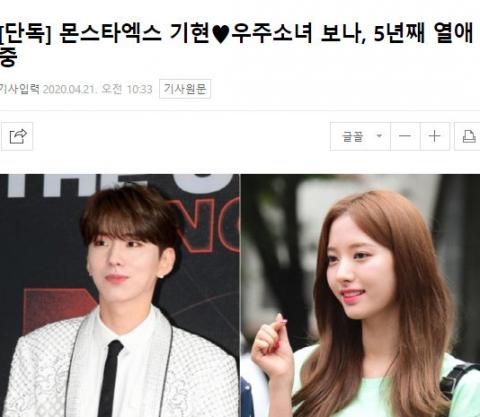 [단독] 몬스타엑스 기현♥우주소녀 보나, 5년째 열애
중
기사입력 2020.04.21. 오전 10:33 기사원문
글꼴
THE
NG